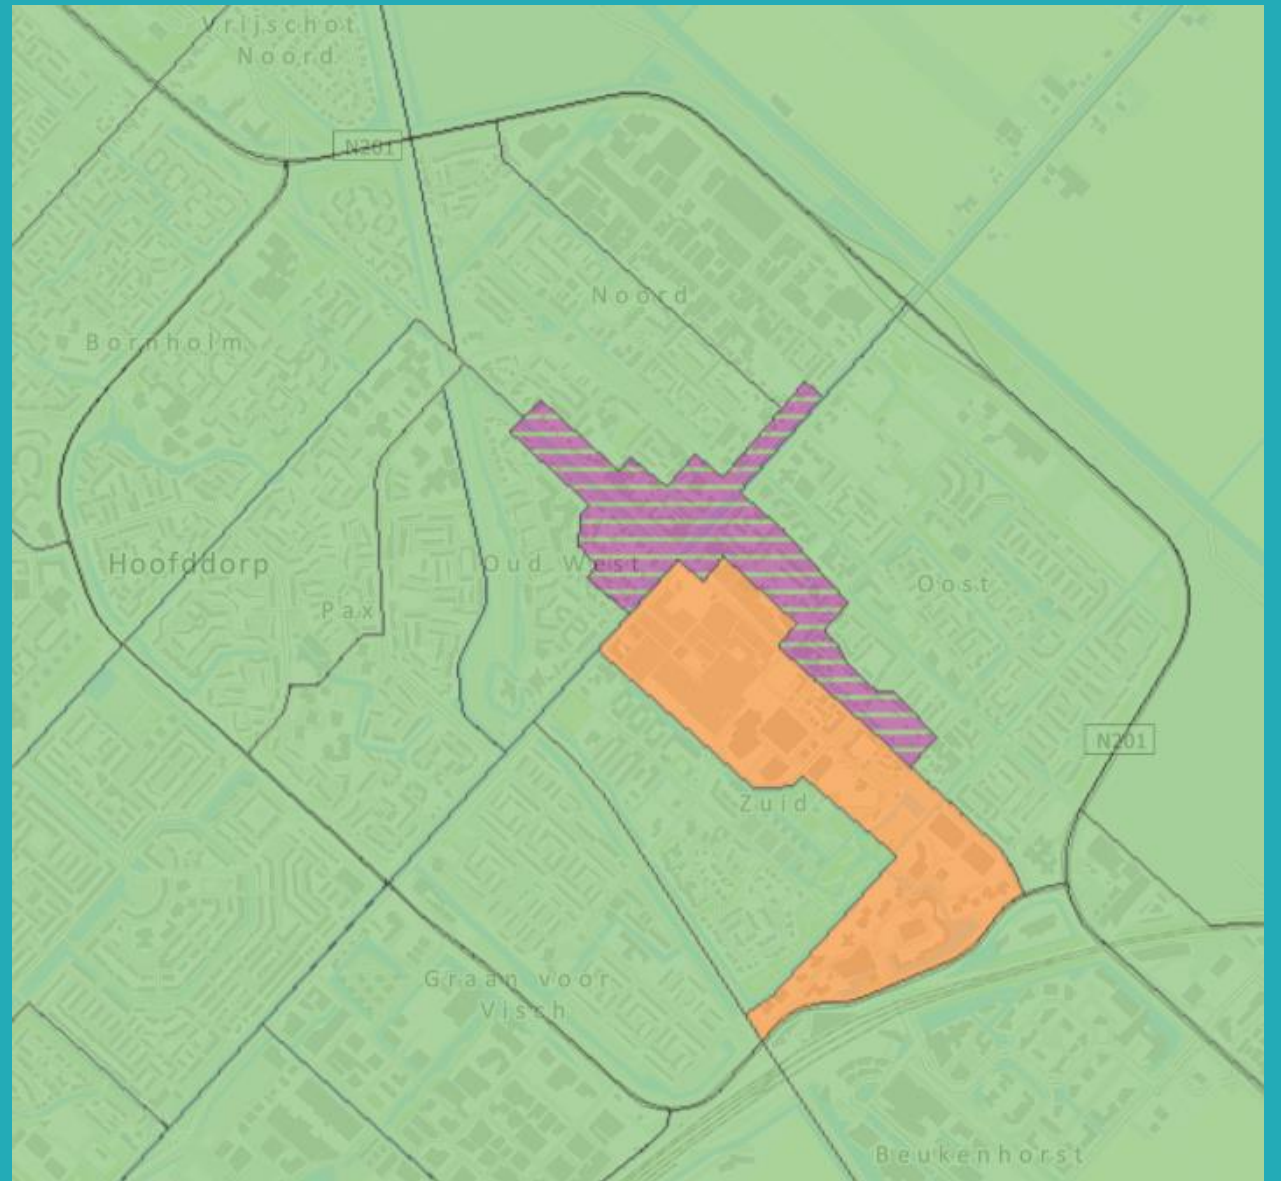 Vrijschot
Noord
N201
Noord
Bornholm
Hoofddorp
Oud West
Oost
Pax
N201
Zuid
Graan voor
Visch
Beukenhorst